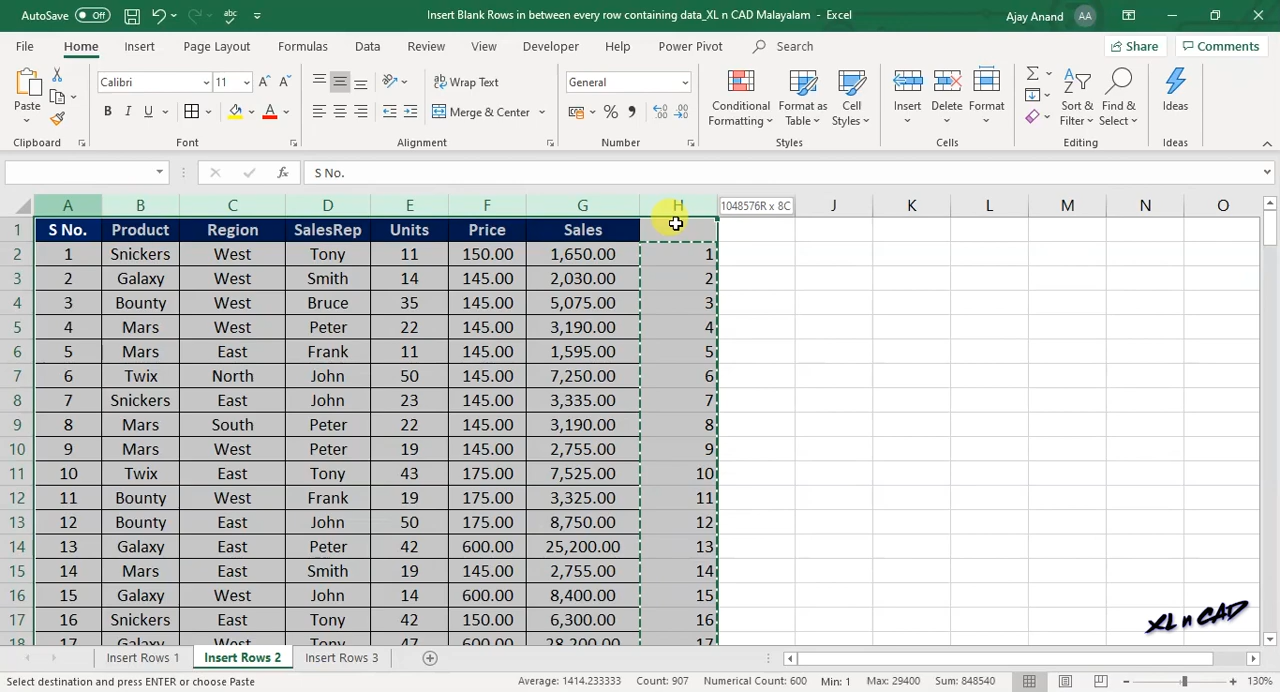 AutoSave Off
Insert Blank Rows in between every row containing data_XL n CAD Malayalam - Excel
Ajay Anand AA
File Home Insert Page Layout Formulas Data Review View Developer Help Power Pivot Search Share Comments
Calibri 11
Wrap Text
General
Paste
B I U A
Merge & Center
%
Conditional Formatting
Format as Table
Cell Styles
Insert
Delete
Format
Sort & Filter
Find & Select
Ideas
Clipboard Font Alignment Number Styles Cells Editing Ideas
fx S No.
A B C D E F G H 1048576R x 8C J K L M N O
1 S No. Product Region SalesRep Units Price Sales
2 1 Snickers West Tony 11 150.00 1,650.00 1
3 2 Galaxy West Smith 14 145.00 2,030.00 2
4 3 Bounty West Bruce 35 145.00 5,075.00 3
5 4 Mars West Peter 22 145.00 3,190.00 4
6 5 Mars East Frank 11 145.00 1,595.00 5
7 6 Twix North John 50 145.00 7,250.00 6
8 7 Snickers East John 23 145.00 3,335.00 7
9 8 Mars South Peter 22 145.00 3,190.00 8
10 9 Mars West Peter 19 145.00 2,755.00 9
11 10 Twix East Tony 43 175.00 7,525.00 10
12 11 Bounty West Frank 19 175.00 3,325.00 11
13 12 Bounty East John 50 175.00 8,750.00 12
14 13 Galaxy East Peter 42 600.00 25,200.00 13
15 14 Mars East Smith 19 145.00 2,755.00 14
16 15 Galaxy West John 14 600.00 8,400.00 15
17 16 Snickers East Tony 42 150.00 6,300.00 16
18 17 Galaxy West Tony 47 600.00 28,200.00 17
XL n CAD
Insert Rows 1 Insert Rows 2 Insert Rows 3
Select destination and press ENTER or choose Paste Average: 1414.233333 Count: 907 Numerical Count: 600 Min: 1 Max: 29400 Sum: 848540 130%